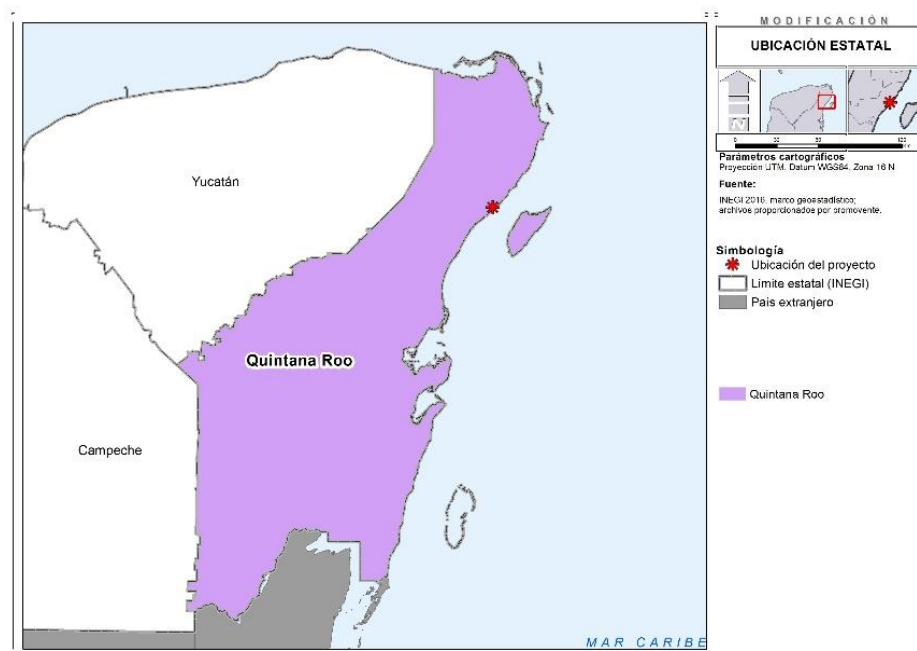 MODIFICACIÓN
UBICACIÓN ESTATAL
Parámetros cartográficos
Proyección UTM, Datum WGS84, Zona 16 N
Fuente:
INEGI 2016, marco geoestadístico;
archivos proporcionados por promovente.
Simbología
Ubicación del proyecto
Límite estatal (INEGI)
País extranjero
Quintana Roo
Yucatán
Quintana Roo
Campeche
MAR CARIBE